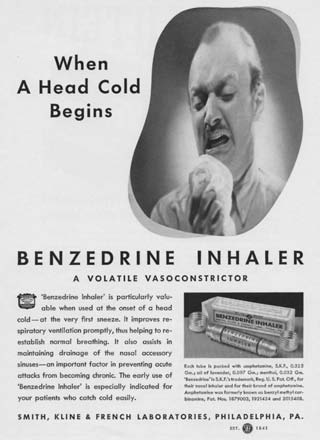 When
A Head Cold
Begins
BENZEDRINE INHALER
A VOLATILE VASOCONSTRICTOR
'Benzedrine Inhaler' is particularly valu-
able when used at the onset of a head
cold—at the very first sneeze. It improves re-
spiratory ventilation promptly, thus helping to re-
establish normal breathing. It also assists in
maintaining drainage of the nasal accessory
sinuses—an important factor in preventing acute
attacks from becoming chronic. The early use of
'Benzedrine Inhaler' is especially indicated for
your patients who catch cold easily.
BENZEDRINE INHALER
Each tube is packed with amphetamine, S.K.F., 0.325
Gm.; oil of lavender, 0.097 Gm.; menthol, 0.032 Gm.
'Benzedrine' is S.K.F.'s trademark, Reg. U. S. Pat. Off., for
their nasal inhaler and for their brand of amphetamine.
Amphetamine was formerly known as benzyl methyl car-
binamine, Pat. Nos. 1879003, 1921424 and 2015408.
SMITH, KLINE & FRENCH LABORATORIES, PHILADELPHIA, PA.
EST. 1841